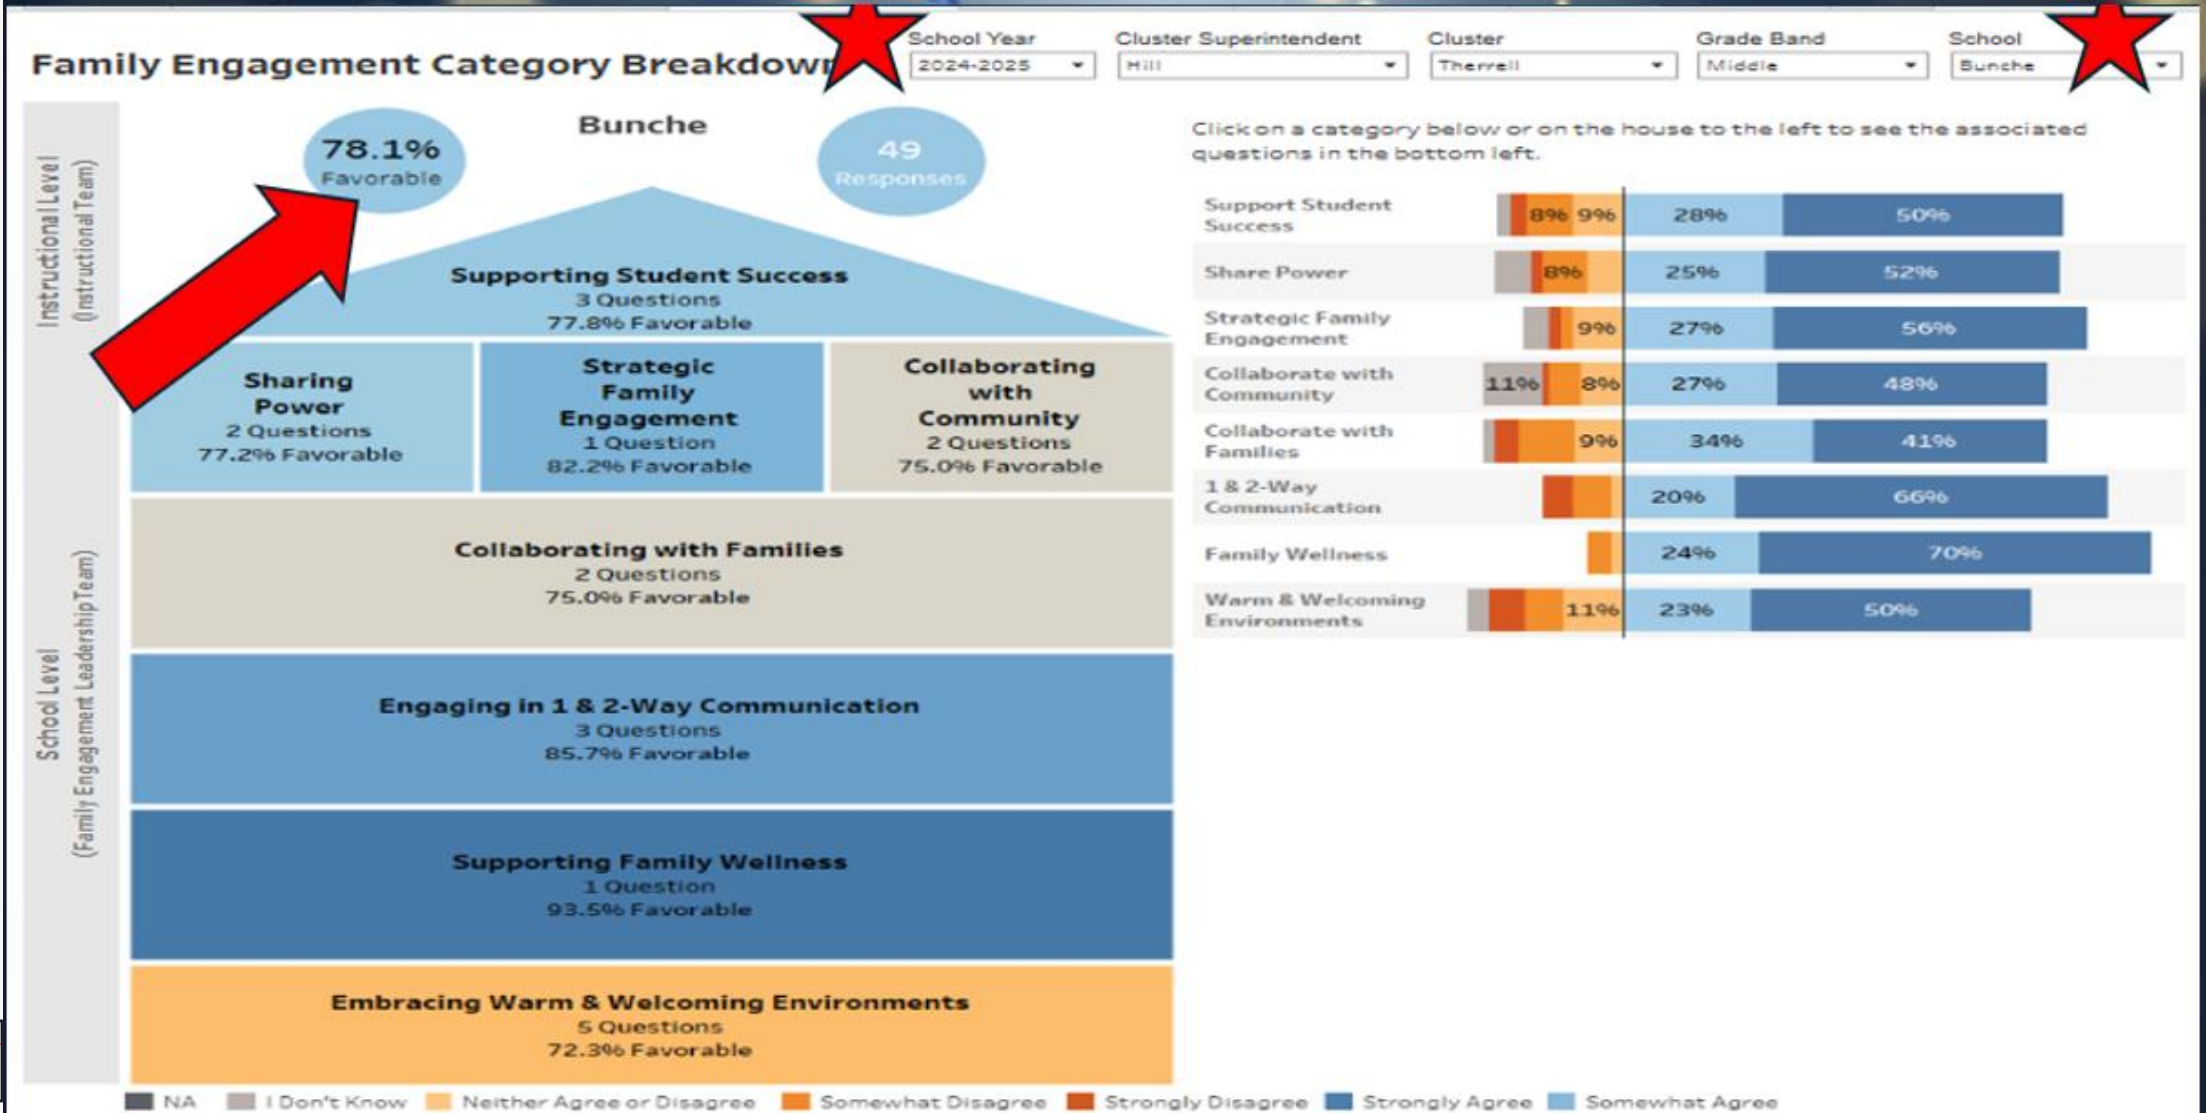 Family Engagement Category Breakdown
School Year
2024-2025
Cluster Superintendent
Hill
Cluster
Therrell
Grade Band
Middle
School
Bunche
Instructional Level
(Instructional Team)
School Level
(Family Engagement Leadership Team)
78.1%
Favorable
Bunche
49
Responses
Supporting Student Success
3 Questions
77.8% Favorable
Sharing
Power
2 Questions
77.2% Favorable
Strategic
Family
Engagement
1 Question
82.2% Favorable
Collaborating
with
Community
2 Questions
75.0% Favorable
Collaborating with Families
2 Questions
75.0% Favorable
Engaging in 1 & 2-Way Communication
3 Questions
85.7% Favorable
Supporting Family Wellness
1 Question
93.5% Favorable
Embracing Warm & Welcoming Environments
5 Questions
72.3% Favorable
Click on a category below or on the house to the left to see the associated
questions in the bottom left.
Support Student
Success
8% 9% 28% 50%
Share Power
8% 25% 52%
Strategic Family
Engagement
9% 27% 56%
Collaborate with
Community
11% 8% 27% 48%
Collaborate with
Families
9% 34% 41%
1 & 2-Way
Communication
20% 66%
Family Wellness
24% 70%
Warm & Welcoming
Environments
11% 23% 50%
NA I Don't Know Neither Agree or Disagree Somewhat Disagree Strongly Disagree Strongly Agree Somewhat Agree